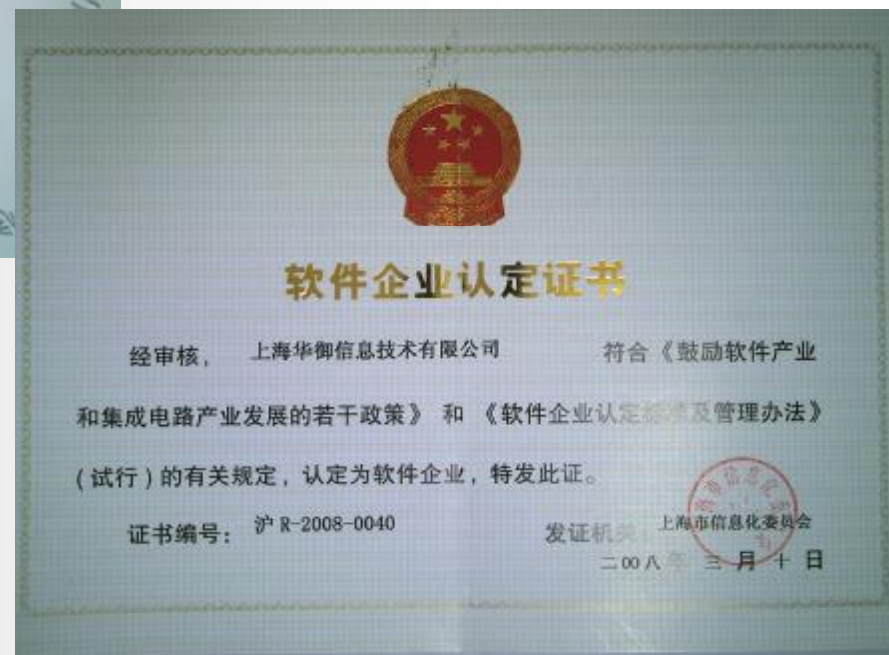 软件企业认定证书
经审核， 上海华御信息技术有限公司 符合《鼓励软件产业
和集成电路产业发展的若干政策》和《软件企业认定标准及管理办法》
(试行)的有关规定，认定为软件企业，特发此证。
证书编号： 沪 R-2008-0040 发证机关 上海市信息化委员会
二00八 年 三 月 十 日